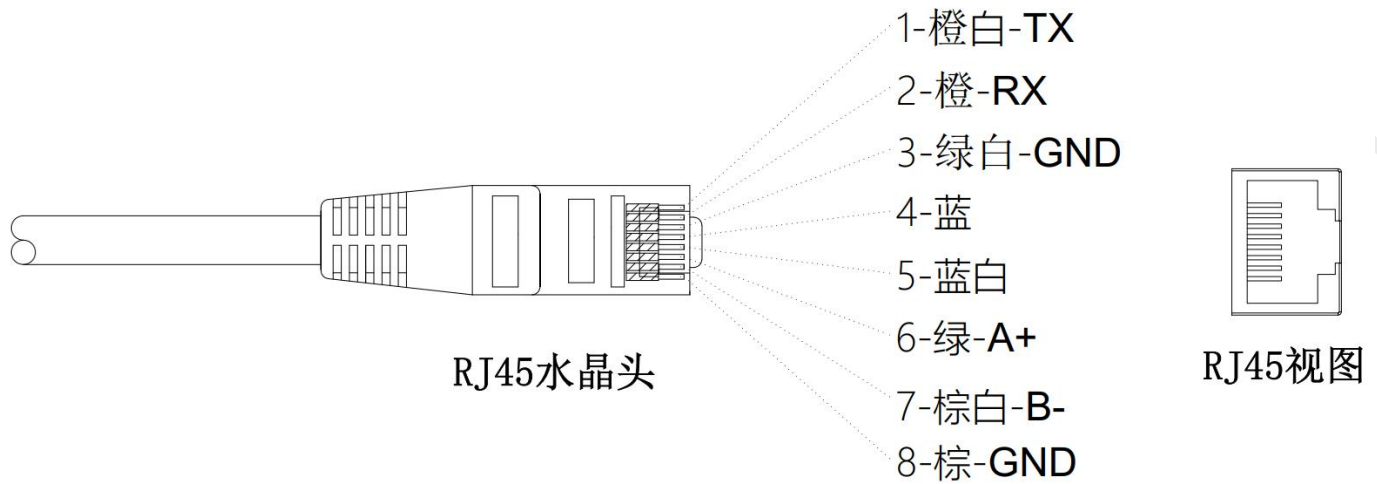 1-橙白-TX
2-橙-RX
3-绿白-GND
4-蓝
5-蓝白
6-绿-A+
7-棕白-B-
8-棕-GND
RJ45水晶头
RJ45视图